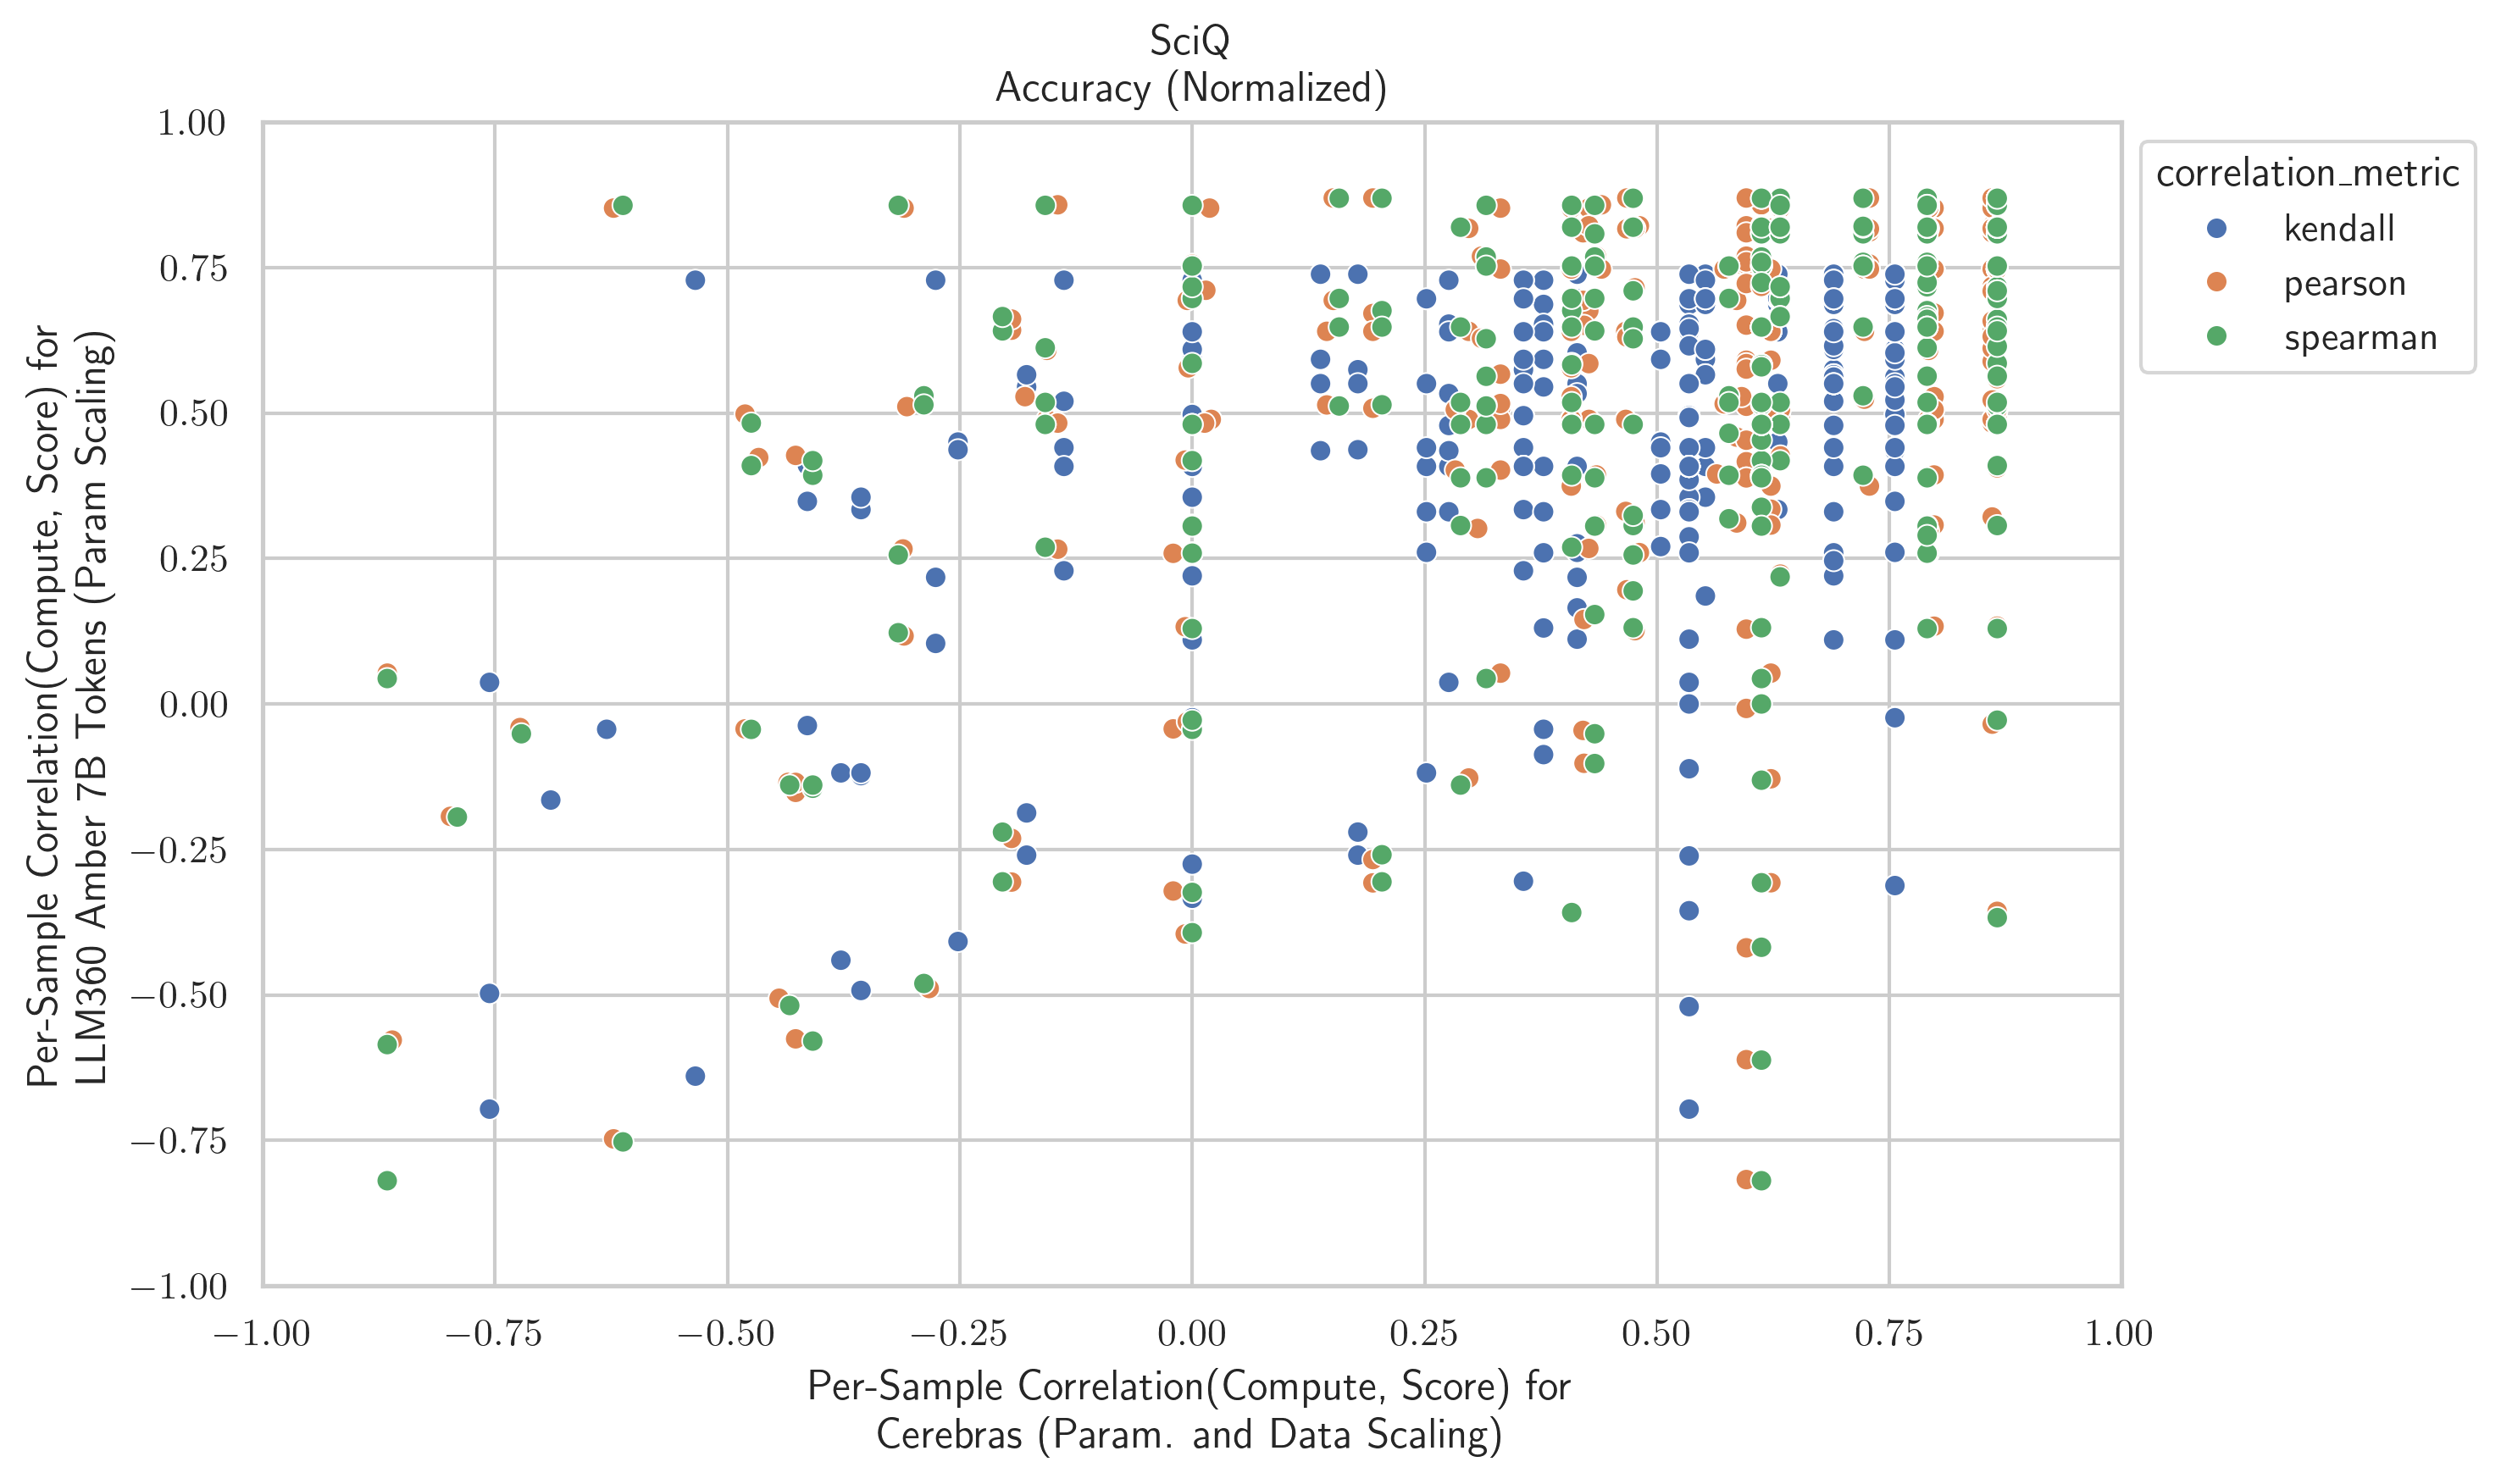 SciQ
Accuracy (Normalized)
1.00
0.75
0.50
0.25
0.00
−0.25
−0.50
−0.75
−1.00
Per-Sample Correlation(Compute, Score) for
LLM360 Amber 7B Tokens (Param Scaling)
−1.00
−0.75
−0.50
−0.25
0.00
0.25
0.50
0.75
1.00
Per-Sample Correlation(Compute, Score) for
Cerebras (Param. and Data Scaling)
correlation_metric
kendall
pearson
spearman